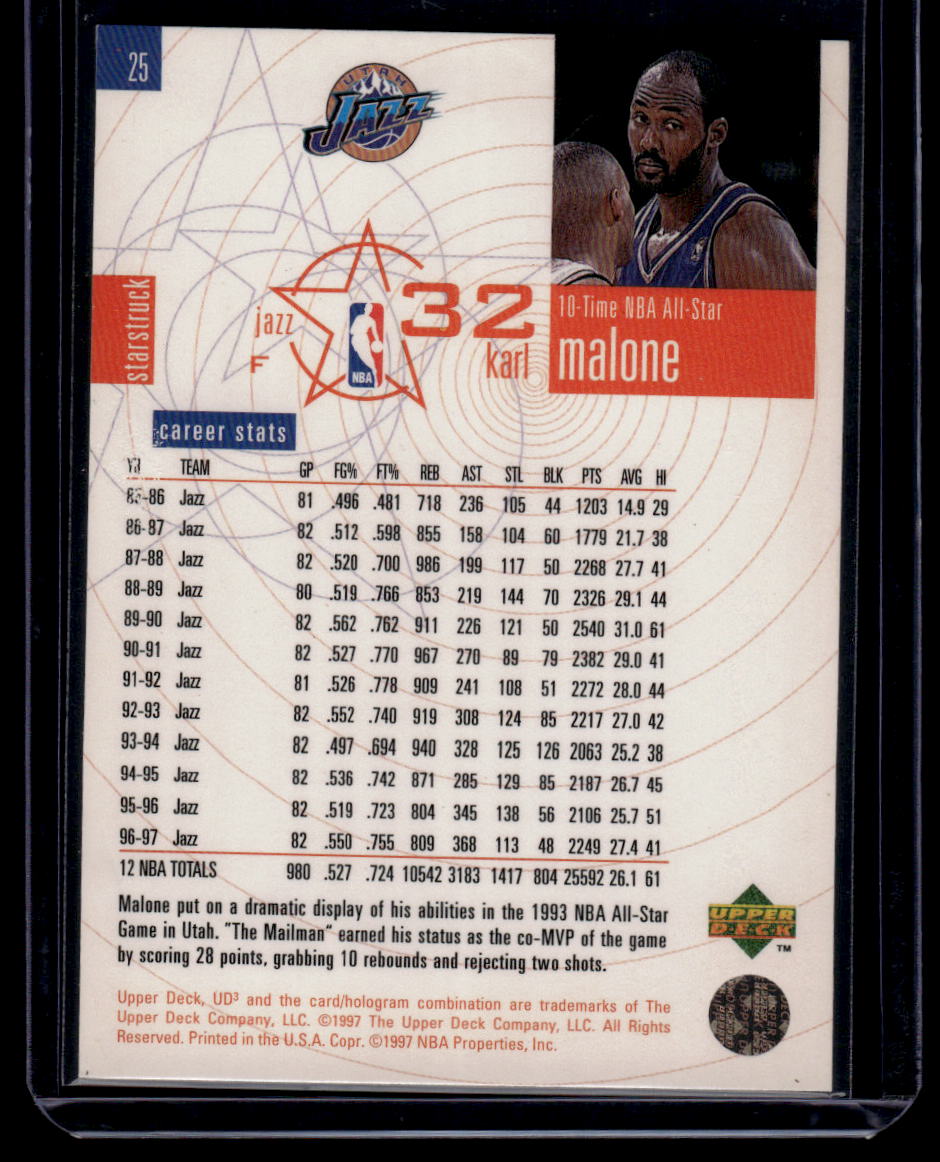 25
UTAH
JAZZ
starstruck
jazz
F
NBA
32
karl
10-Time NBA All-Star
malone
career stats
YR TEAM GP FG% FT% REB AST STL BLK PTS AVG HI
85-86 Jazz 81 .496 .481 718 236 105 44 1203 14.9 29
86-87 Jazz 82 .512 .598 855 158 104 60 1779 21.7 38
87-88 Jazz 82 .520 .700 986 199 117 50 2268 27.7 41
88-89 Jazz 80 .519 .766 853 219 144 70 2326 29.1 44
89-90 Jazz 82 .562 .762 911 226 121 50 2540 31.0 61
90-91 Jazz 82 .527 .770 967 270 89 79 2382 29.0 41
91-92 Jazz 81 .526 .778 909 241 108 51 2272 28.0 44
92-93 Jazz 82 .552 .740 919 308 124 85 2217 27.0 42
93-94 Jazz 82 .497 .694 940 328 125 126 2063 25.2 38
94-95 Jazz 82 .536 .742 871 285 129 85 2187 26.7 45
95-96 Jazz 82 .519 .723 804 345 138 56 2106 25.7 51
96-97 Jazz 82 .550 .755 809 368 113 48 2249 27.4 41
12 NBA TOTALS 980 .527 .724 10542 3183 1417 804 25592 26.1 61
Malone put on a dramatic display of his abilities in the 1993 NBA All-Star
Game in Utah. "The Mailman" earned his status as the co-MVP of the game
by scoring 28 points, grabbing 10 rebounds and rejecting two shots.
UPPER
DECK
™
Upper Deck, UD³ and the card/hologram combination are trademarks of The
Upper Deck Company, LLC. ©1997 The Upper Deck Company, LLC. All Rights
Reserved. Printed in the U.S.A. Copr. ©1997 NBA Properties, Inc.